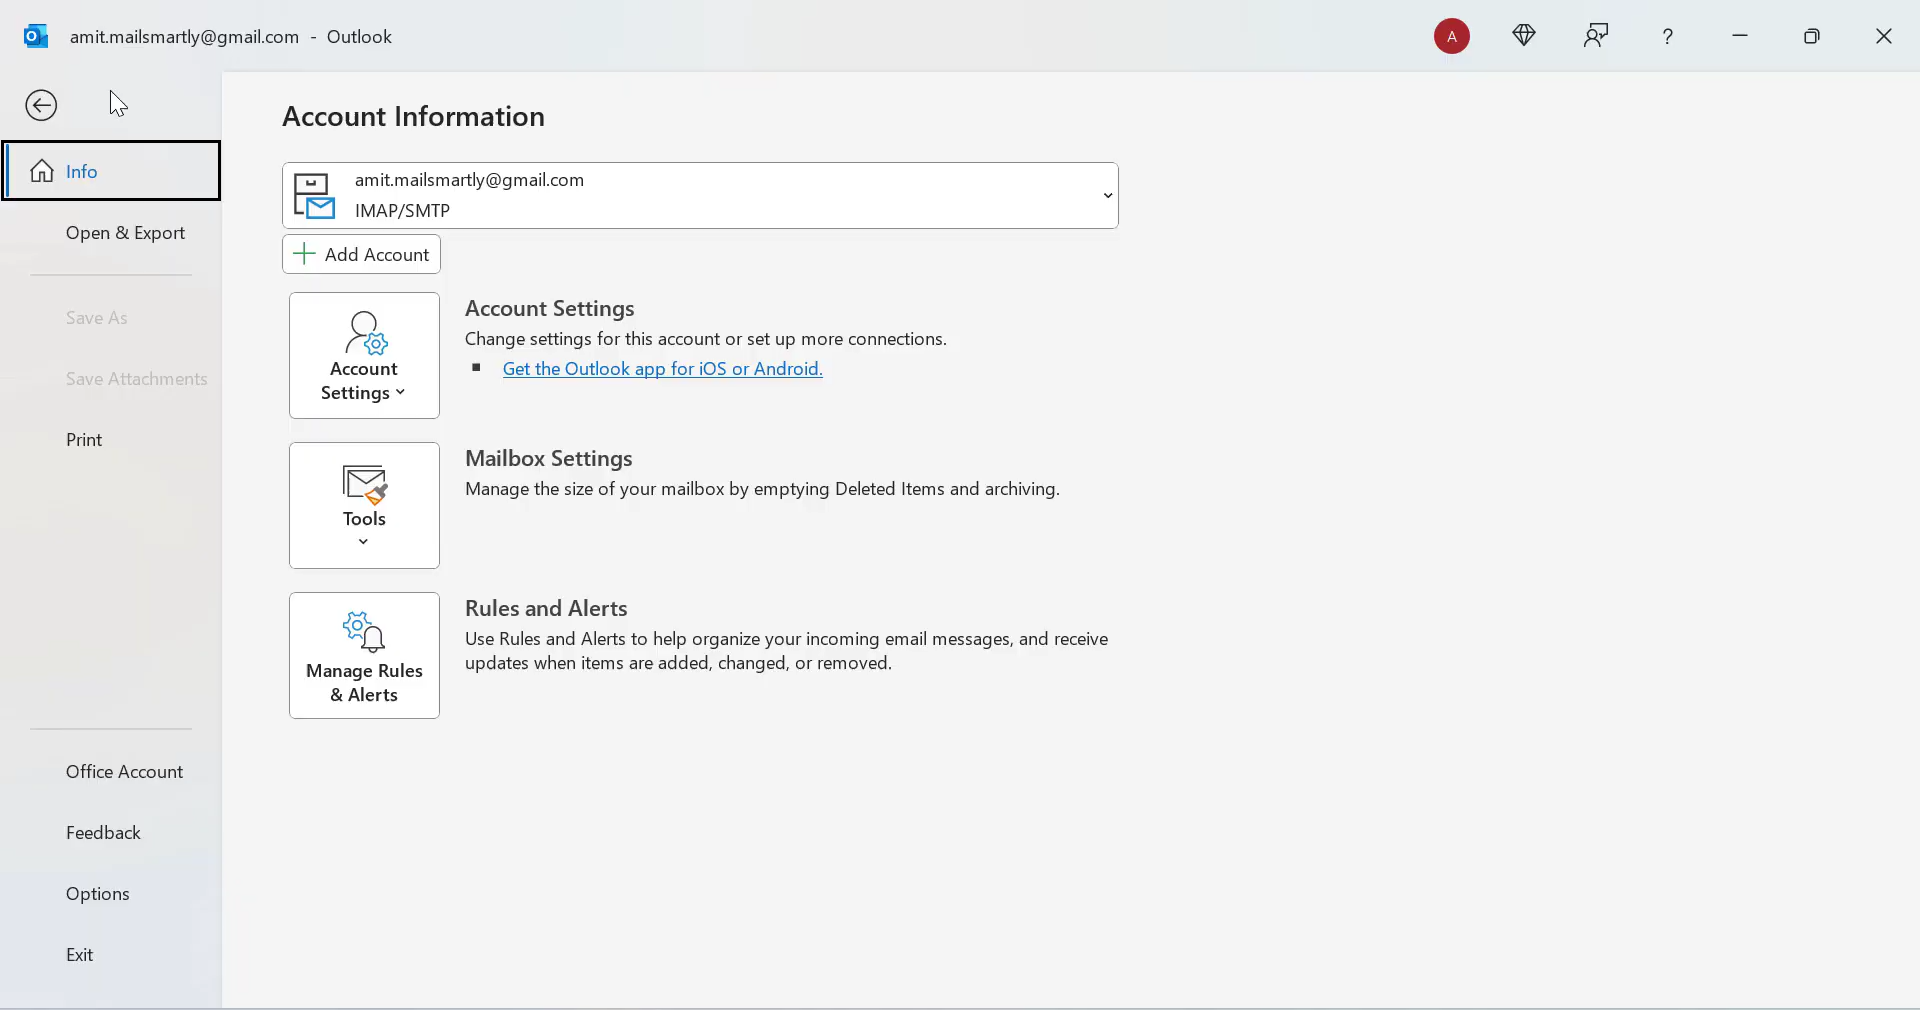 amit.mailsmartly@gmail.com - Outlook
A
?
Info
Open & Export
Save As
Save Attachments
Print
Office Account
Feedback
Options
Exit
Account Information
amit.mailsmartly@gmail.com
IMAP/SMTP
Add Account
Account
Settings
Account Settings
Change settings for this account or set up more connections.
Get the Outlook app for iOS or Android.
Tools
Mailbox Settings
Manage the size of your mailbox by emptying Deleted Items and archiving.
Manage Rules
& Alerts
Rules and Alerts
Use Rules and Alerts to help organize your incoming email messages, and receive
updates when items are added, changed, or removed.